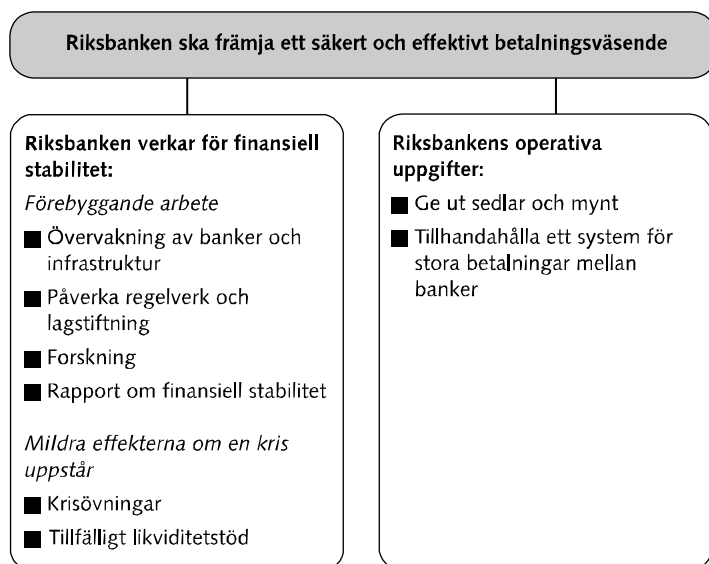 Riksbanken ska främja ett säkert och effektivt betalningsväsende
Riksbanken verkar för finansiell
stabilitet:
Förebyggande arbete
Övervakning av banker och
infrastruktur
Påverka regelverk och
lagstiftning
Forskning
Rapport om finansiell stabilitet
Mildra effekterna om en kris
uppstår
Krisövningar
Tillfälligt likviditetstöd
Riksbankens operativa
uppgifter:
Ge ut sedlar och mynt
Tillhandahålla ett system för
stora betalningar mellan
banker